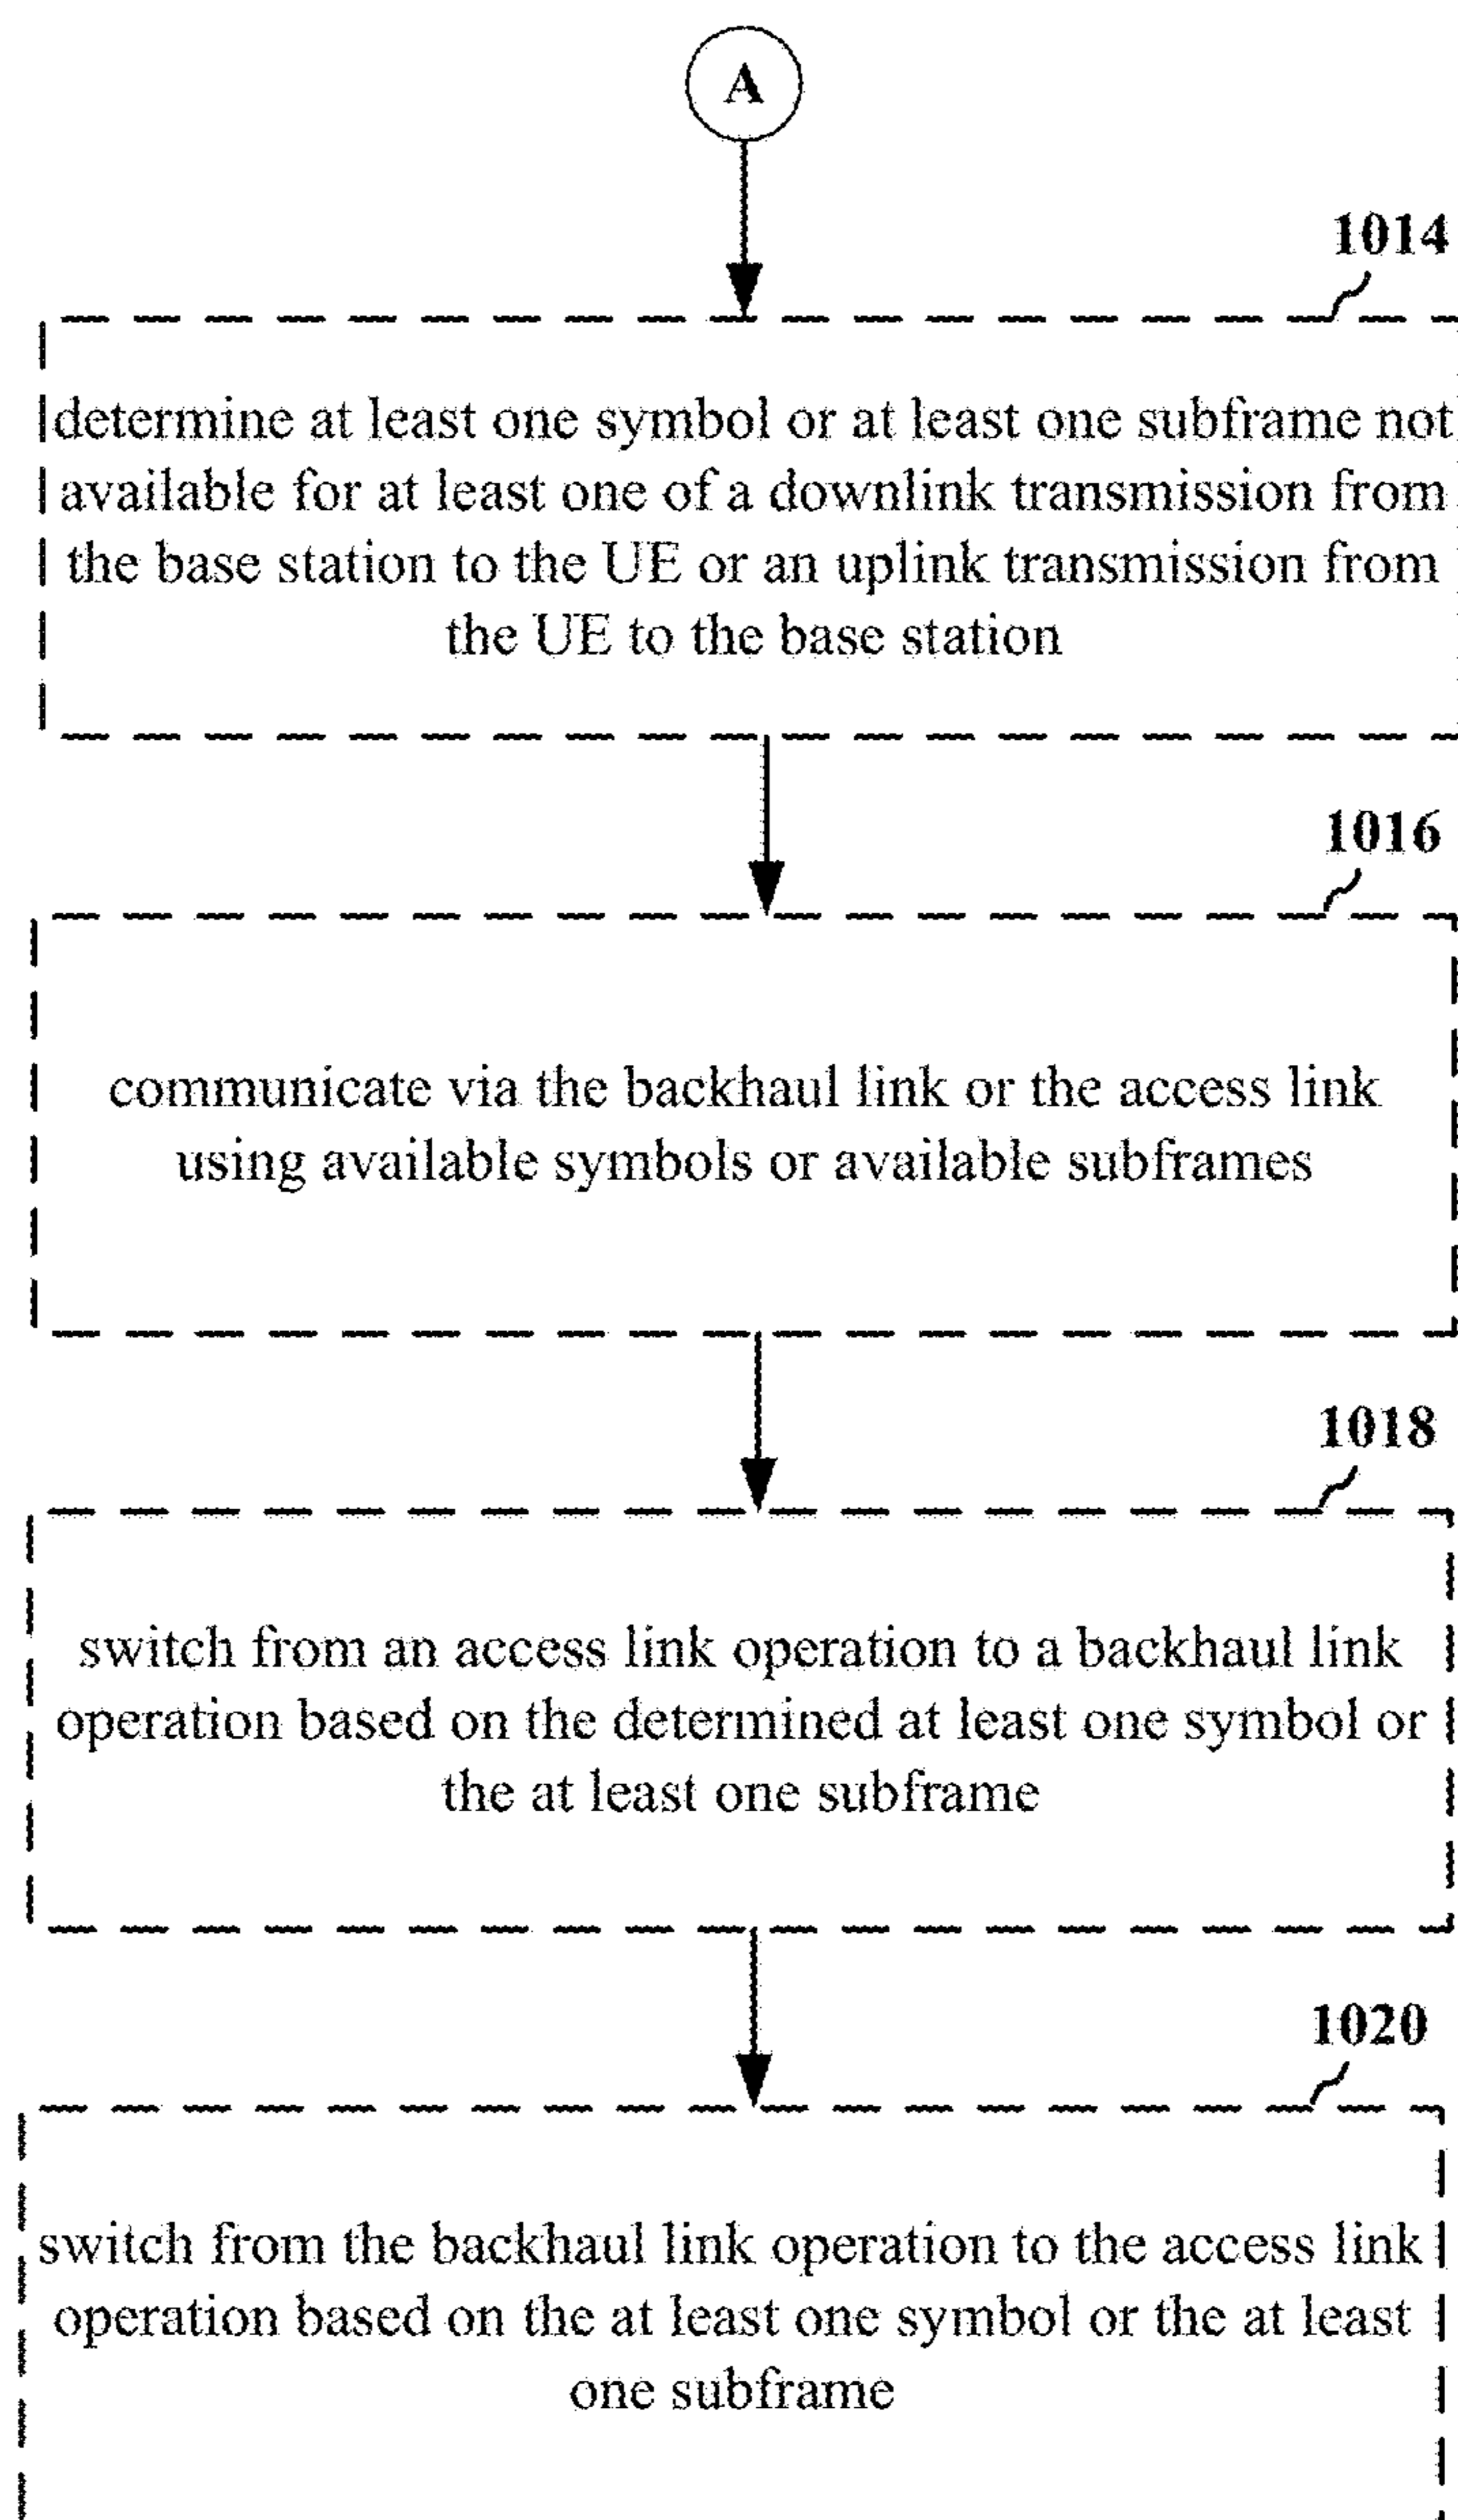 A
1014
determine at least one symbol or at least one subframe not
available for at least one of a downlink transmission from
the base station to the UE or an uplink transmission from
the UE to the base station
1016
communicate via the backhaul link or the access link
using available symbols or available subframes
1018
switch from an access link operation to a backhaul link
operation based on the determined at least one symbol or
the at least one subframe
1020
switch from the backhaul link operation to the access link
operation based on the at least one symbol or the at least
one subframe